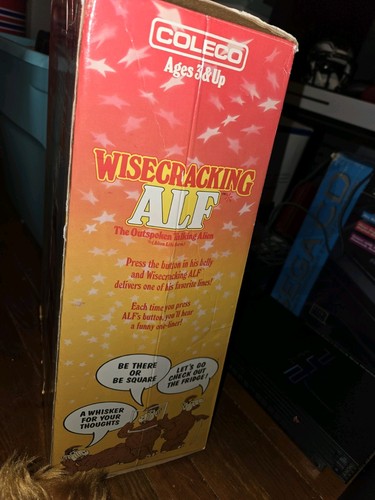 COLECO
Ages 3 & Up
WISECRACKING
ALF
The Outspoken Talking Alien
Press the button in his belly
and Wisecracking ALF
delivers one of his favorite lines!
Each time you press
ALF's button, you'll hear
a funny one-liner!
BE THERE
OR
BE SQUARE
LET'S GO
CHECK OUT
THE FRIDGE!
A WHISKER
FOR YOUR
THOUGHTS